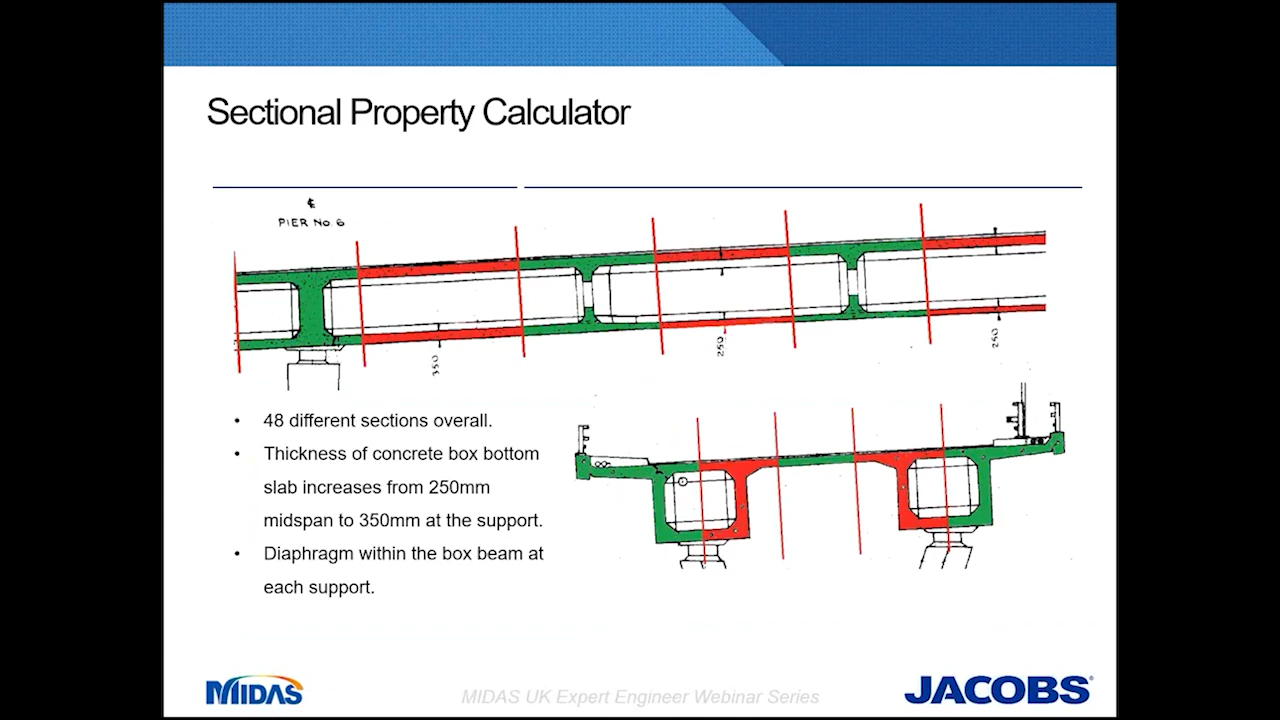 Sectional Property Calculator
℄
PIER No. 6
350
250
250
• 48 different sections overall.
• Thickness of concrete box bottom
slab increases from 250mm
midspan to 350mm at the support.
• Diaphragm within the box beam at
each support.
MIDAS
MIDAS UK Expert Engineer Webinar Series
JACOBS®